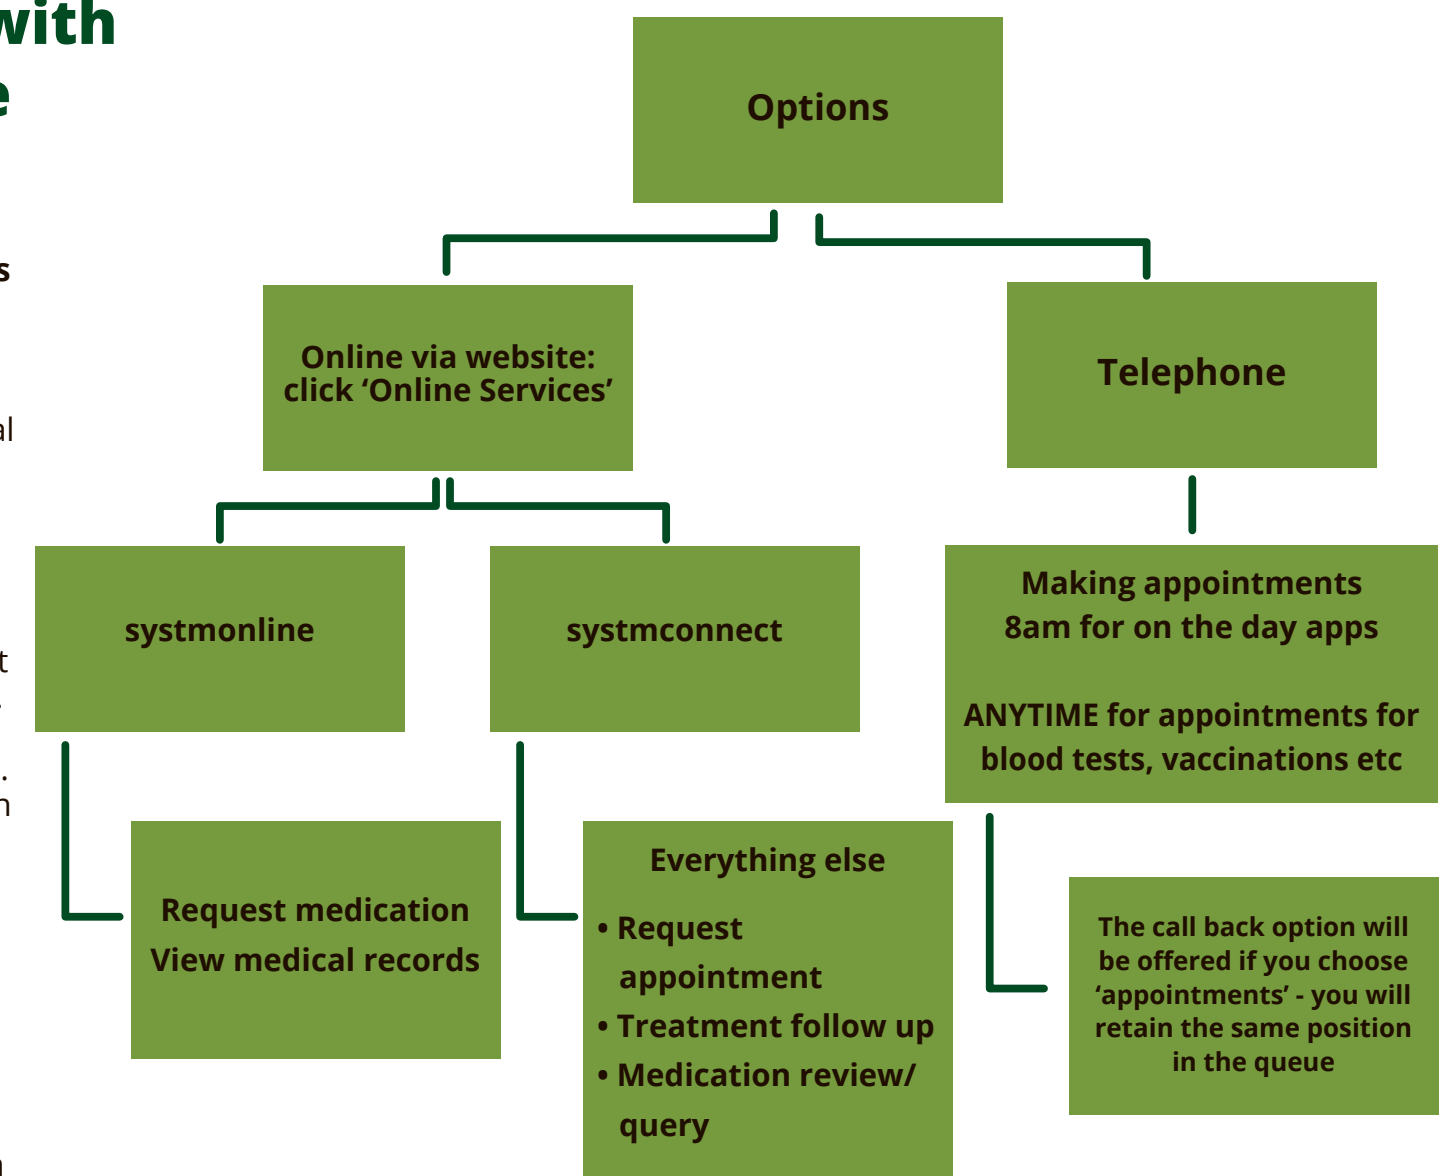 with
Options
Online via website:
click ‘Online Services’
Telephone
systmonline
systmconnect
Making appointments
8am for on the day apps
ANYTIME for appointments for
blood tests, vaccinations etc
Request medication
View medical records
Everything else
• Request
appointment
• Treatment follow up
• Medication review/
query
The call back option will
be offered if you choose
‘appointments’ - you will
retain the same position
in the queue